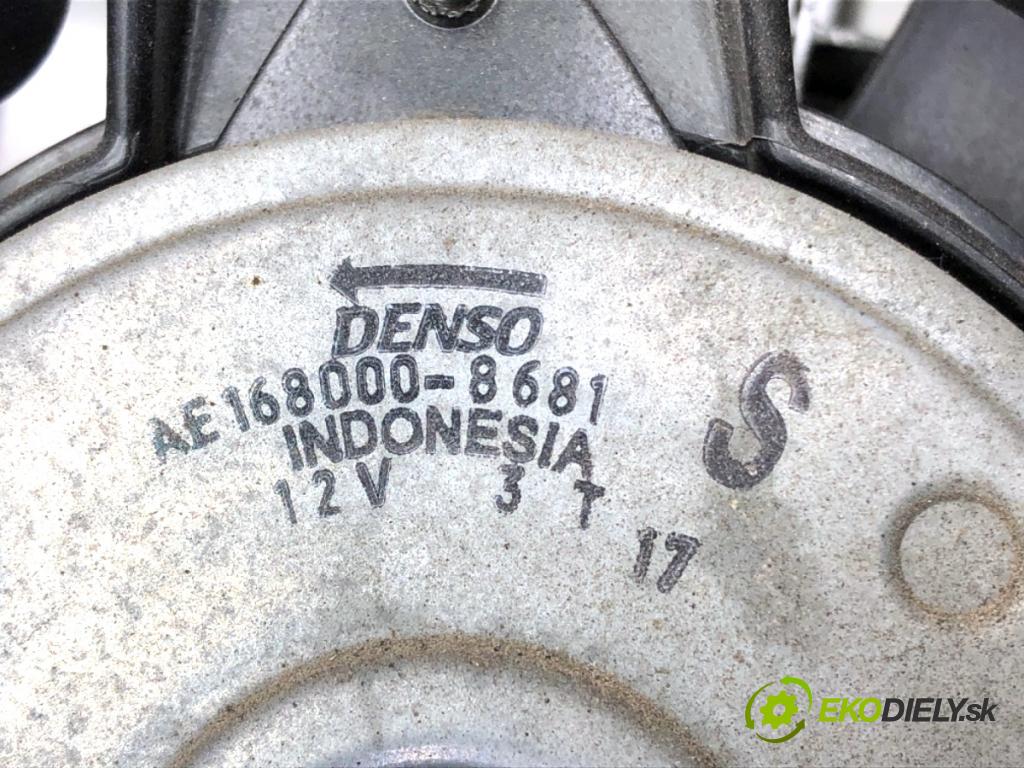 DENSO
AE168000-8681
INDONESIA
12V 3 T
17
S
EKODIELY.sk